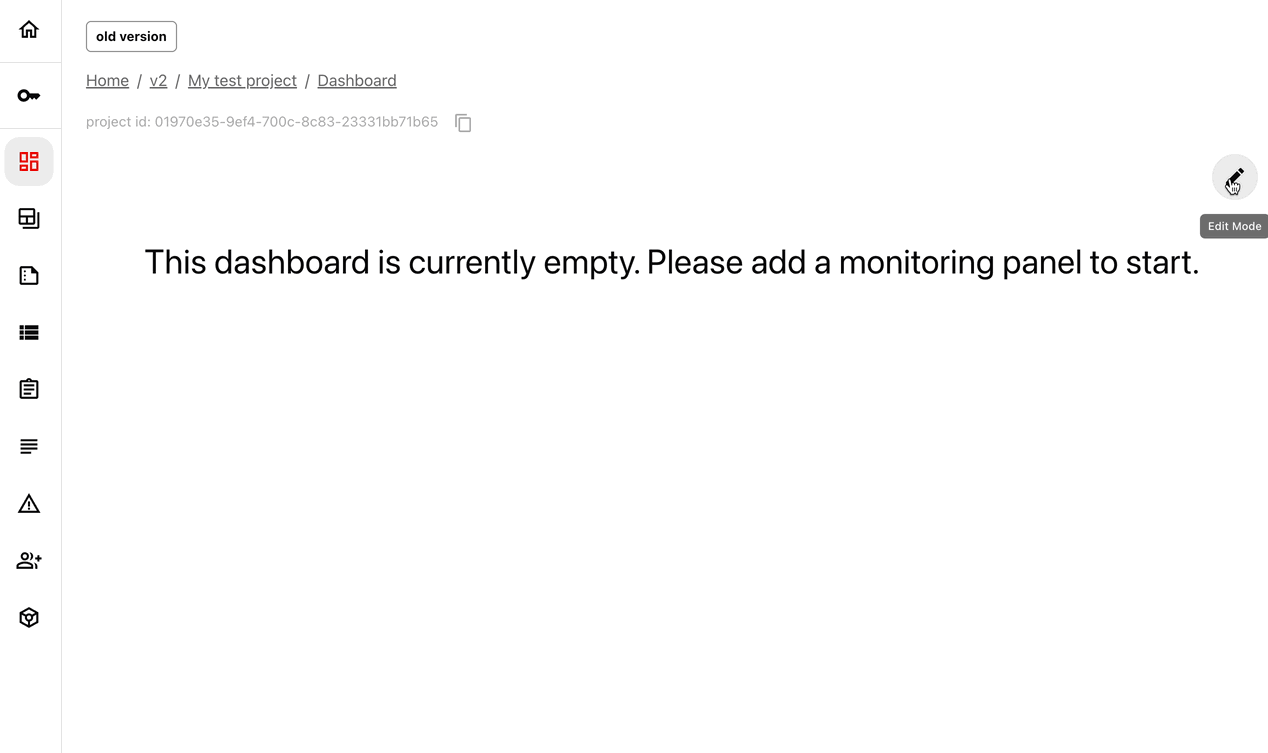 old version
Home / v2 / My test project / Dashboard
project id: 01970e35-9ef4-700c-8c83-23331bb71b65
Edit Mode
This dashboard is currently empty. Please add a monitoring panel to start.